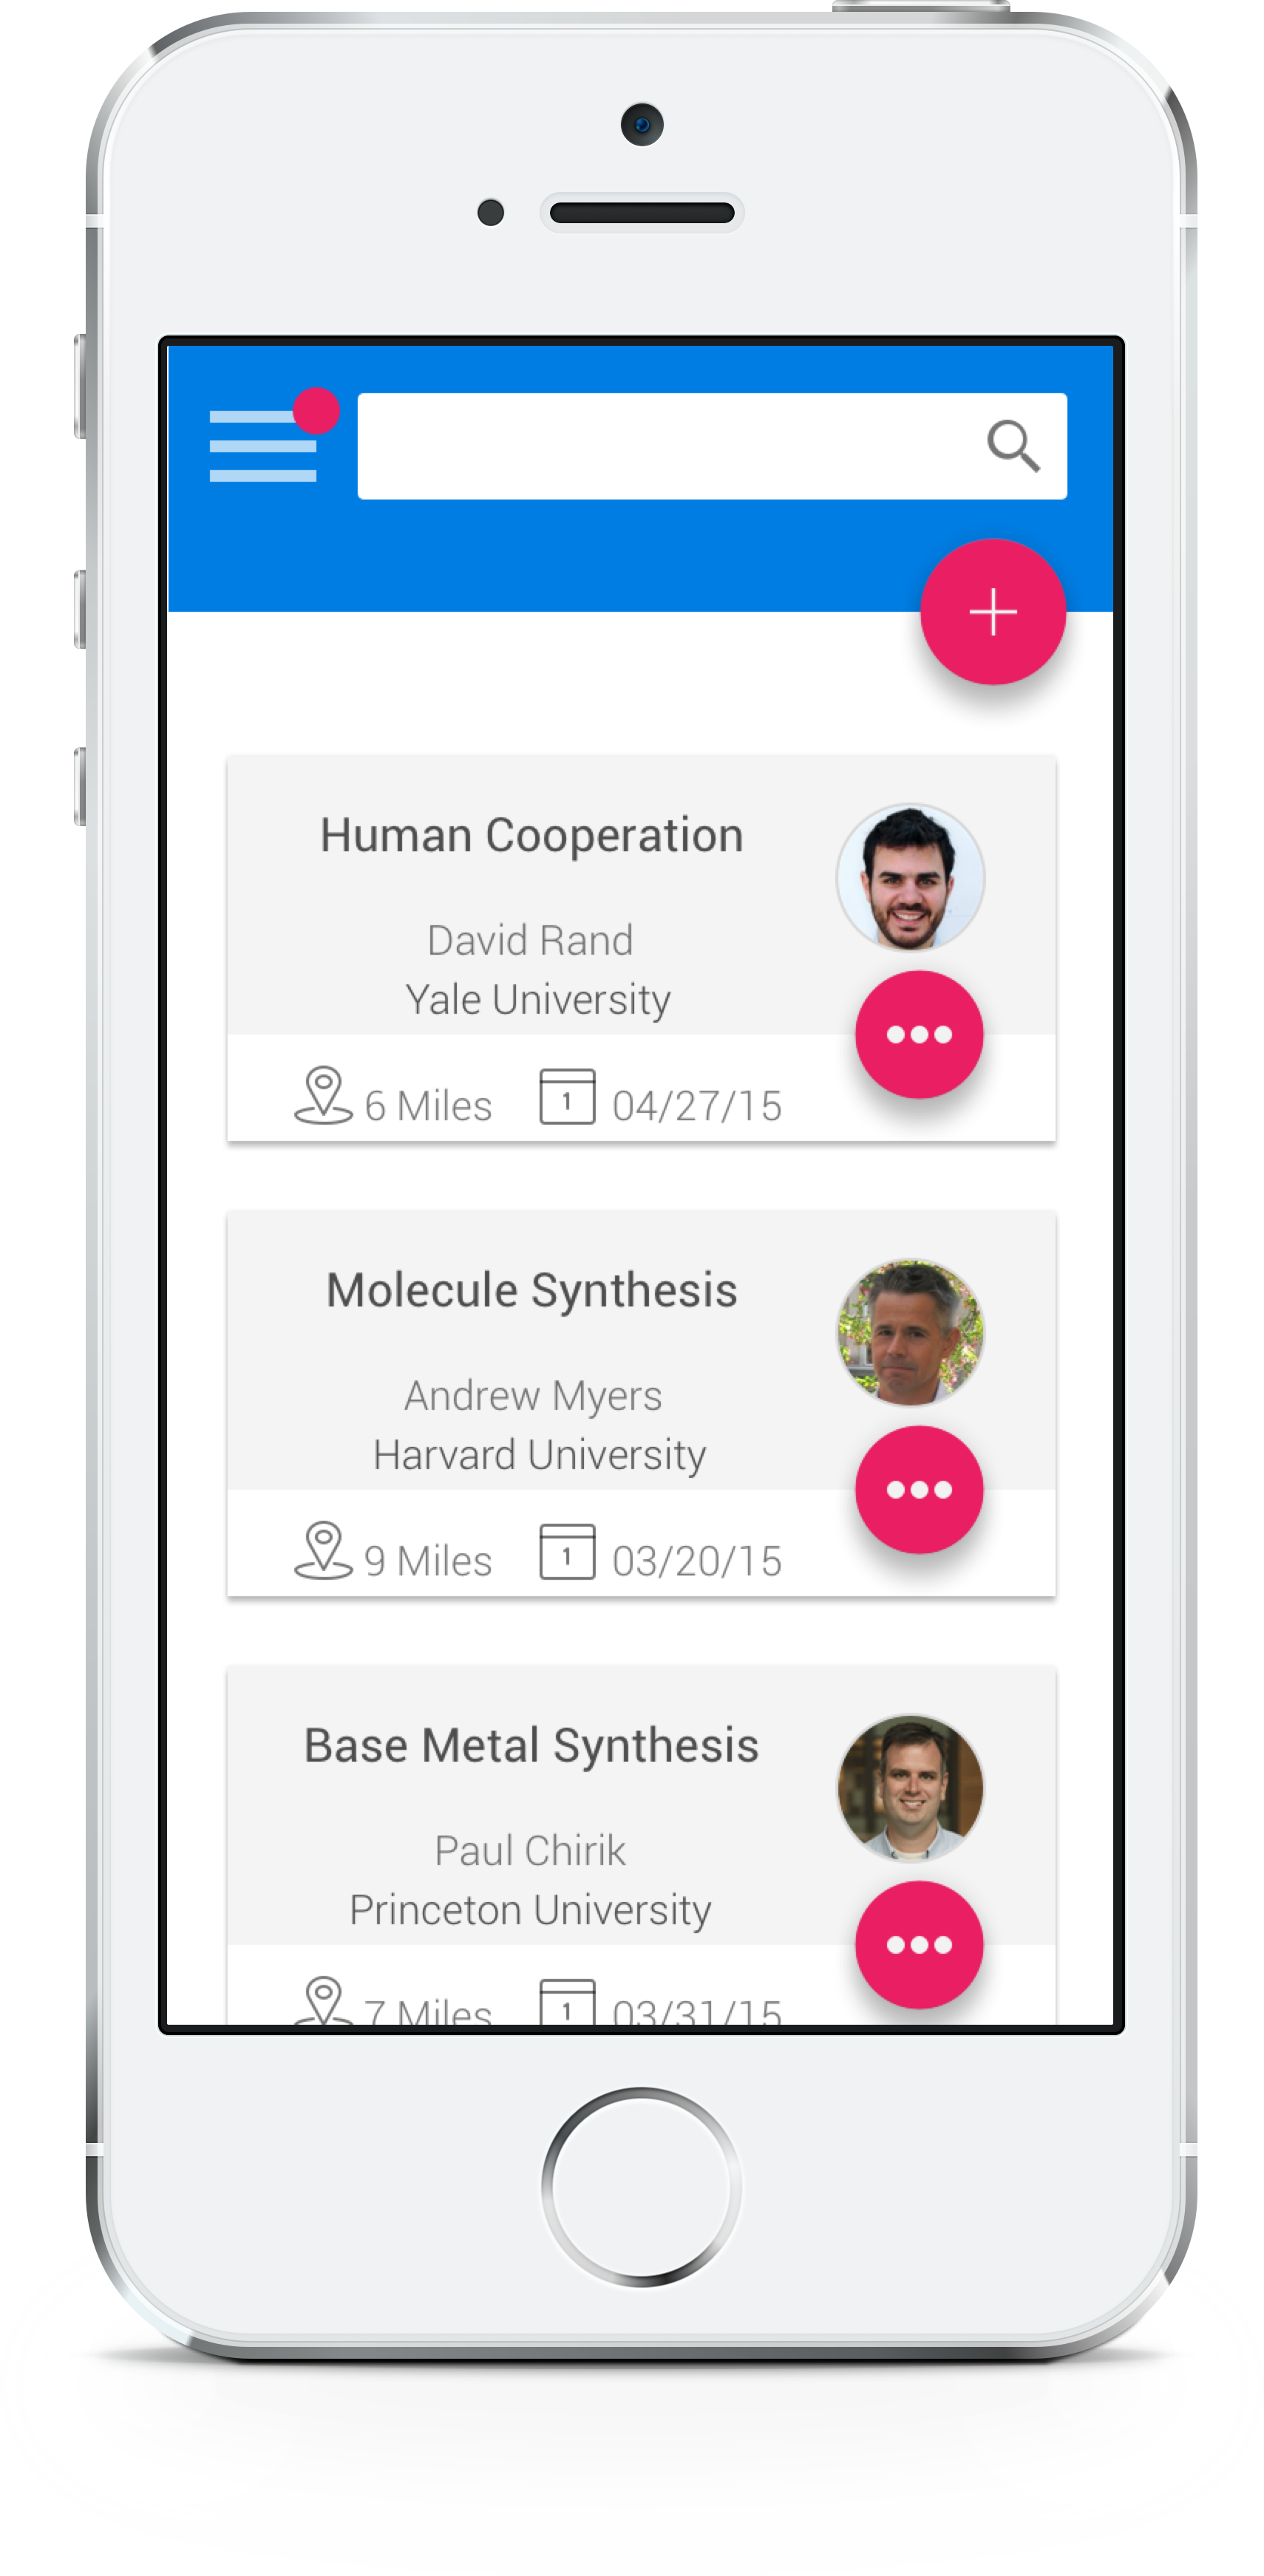 Human Cooperation
David Rand
Yale University
6 Miles 1 04/27/15
Molecule Synthesis
Andrew Myers
Harvard University
9 Miles 1 03/20/15
Base Metal Synthesis
Paul Chirik
Princeton University
7 Miles 1 03/31/15